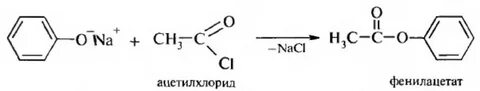 O⁻Na⁺ + CH₃–C
O
Cl
–NaCl
H₃C–C–O
O
ацетилхлорид
фенилацетат